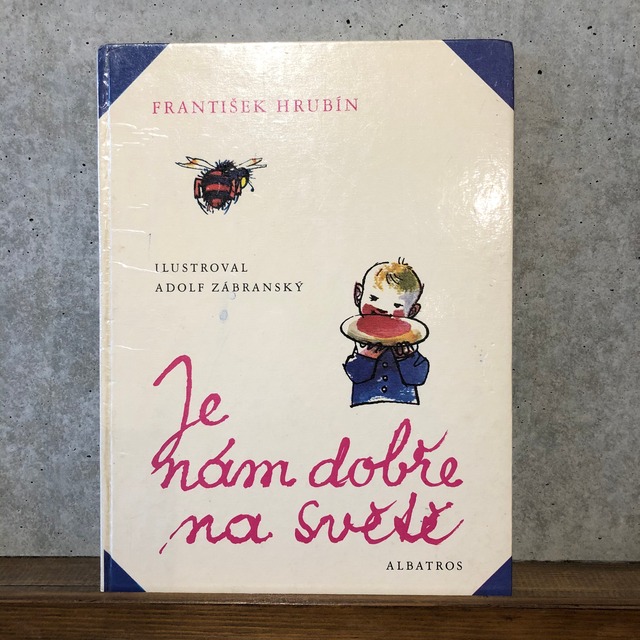 FRANTIŠEK HRUBÍN
ILUSTROVAL
ADOLF ZÁBRANSKÝ
Je
nám dobře
na světě
ALBATROS